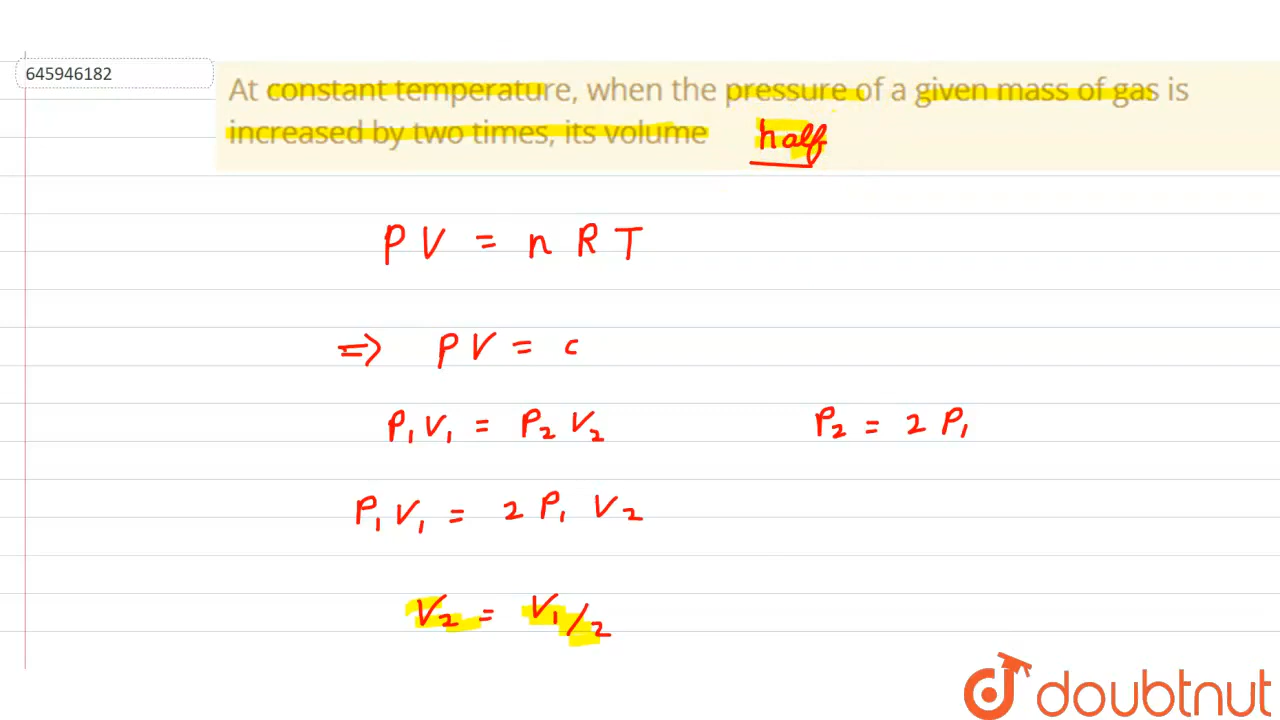 645946182
At constant temperature, when the pressure of a given mass of gas is
increased by two times, its volume half
PV = nRT
⇒ PV = c
P₁V₁ = P₂V₂ P₂ = 2P₁
P₁V₁ = 2P₁V₂
V₂ = V₁/2
doubtnut